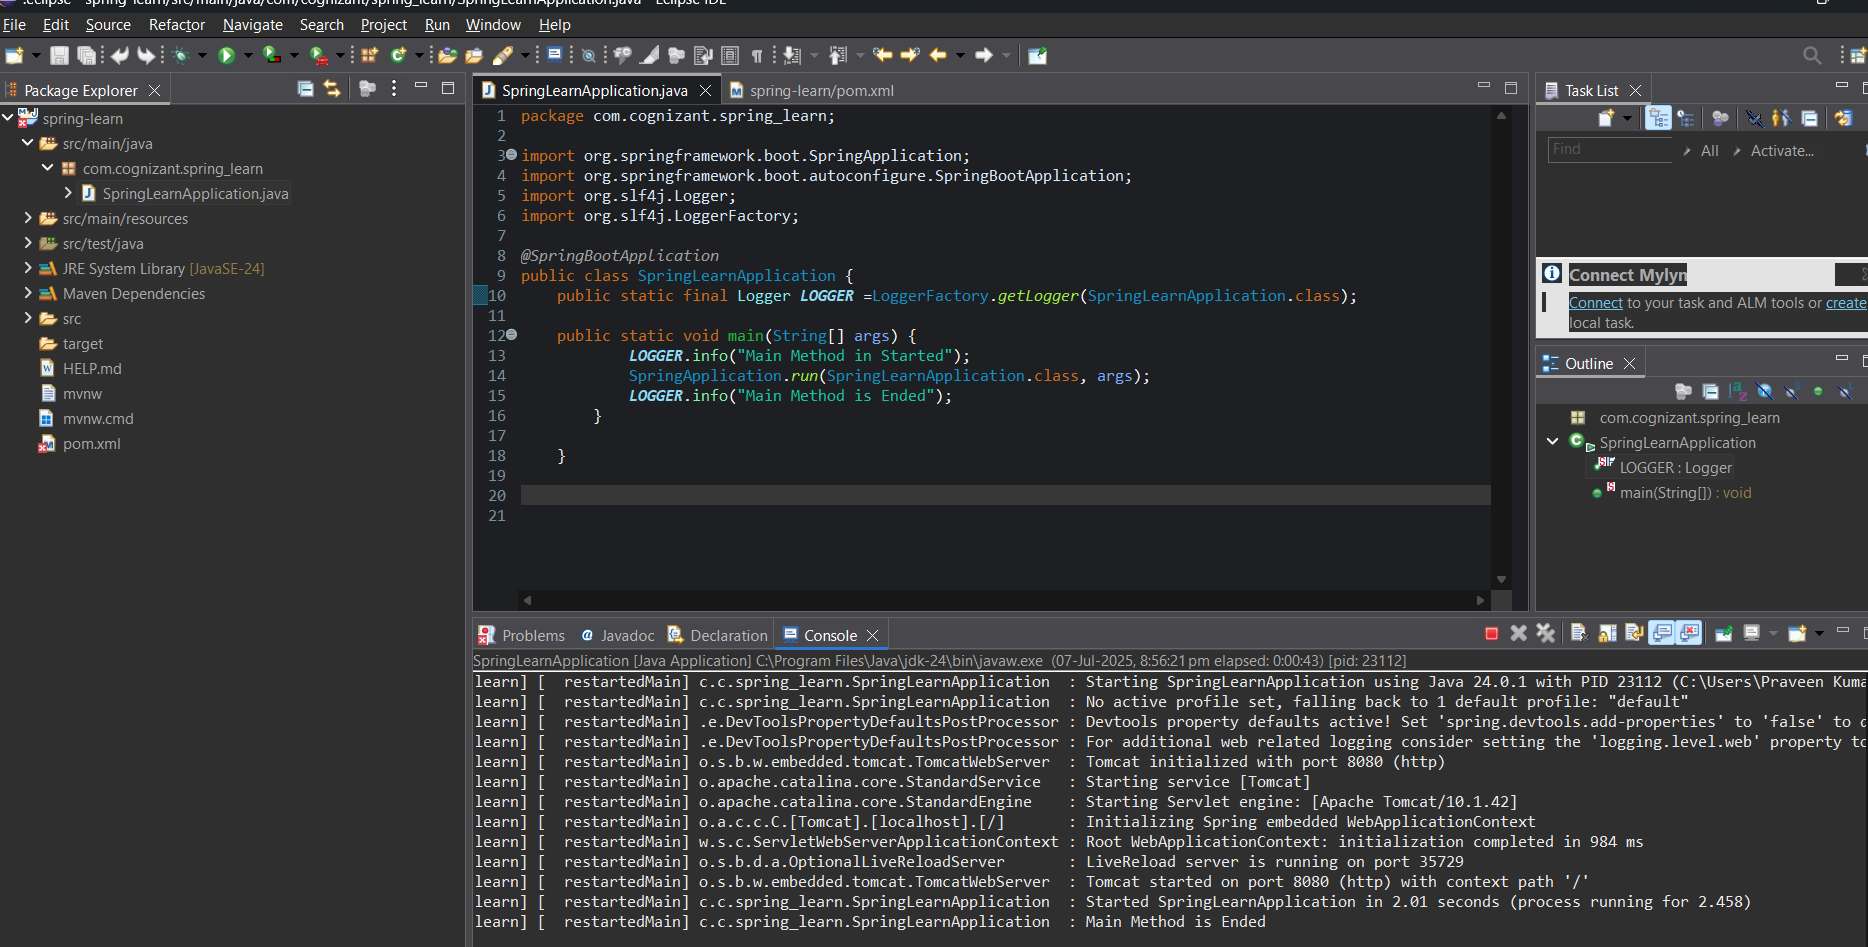 .eclipse - spring-learn/src/main/java/com/cognizant/spring_learn/SpringLearnApplication.java - Eclipse IDE
File Edit Source Refactor Navigate Search Project Run Window Help
Package Explorer
spring-learn
src/main/java
com.cognizant.spring_learn
SpringLearnApplication.java
src/main/resources
src/test/java
JRE System Library [JavaSE-24]
Maven Dependencies
src
target
HELP.md
mvnw
mvnw.cmd
pom.xml
SpringLearnApplication.java spring-learn/pom.xml
1 package com.cognizant.spring_learn;
2
3 import org.springframework.boot.SpringApplication;
4 import org.springframework.boot.autoconfigure.SpringBootApplication;
5 import org.slf4j.Logger;
6 import org.slf4j.LoggerFactory;
7
8 @SpringBootApplication
9 public class SpringLearnApplication {
10 public static final Logger LOGGER =LoggerFactory.getLogger(SpringLearnApplication.class);
11
12 public static void main(String[] args) {
13 LOGGER.info("Main Method in Started");
14 SpringApplication.run(SpringLearnApplication.class, args);
15 LOGGER.info("Main Method is Ended");
16 }
17
18 }
19
20
21
Task List
Find All Activate...
Connect Mylyn
Connect to your task and ALM tools or create
local task.
Outline
com.cognizant.spring_learn
SpringLearnApplication
LOGGER : Logger
main(String[]) : void
Problems Javadoc Declaration Console
SpringLearnApplication [Java Application] C:\Program Files\Java\jdk-24\bin\javaw.exe (07-Jul-2025, 8:56:21 pm elapsed: 0:00:43) [pid: 23112]
learn] [ restartedMain] c.c.spring_learn.SpringLearnApplication : Starting SpringLearnApplication using Java 24.0.1 with PID 23112 (C:\Users\Praveen Kuma
learn] [ restartedMain] c.c.spring_learn.SpringLearnApplication : No active profile set, falling back to 1 default profile: "default"
learn] [ restartedMain] .e.DevToolsPropertyDefaultsPostProcessor : Devtools property defaults active! Set 'spring.devtools.add-properties' to 'false' to
learn] [ restartedMain] .e.DevToolsPropertyDefaultsPostProcessor : For additional web related logging consider setting the 'logging.level.web' property to
learn] [ restartedMain] o.s.b.w.embedded.tomcat.TomcatWebServer : Tomcat initialized with port 8080 (http)
learn] [ restartedMain] o.apache.catalina.core.StandardService : Starting service [Tomcat]
learn] [ restartedMain] o.apache.catalina.core.StandardEngine : Starting Servlet engine: [Apache Tomcat/10.1.42]
learn] [ restartedMain] o.a.c.c.C.[Tomcat].[localhost].[/] : Initializing Spring embedded WebApplicationContext
learn] [ restartedMain] w.s.c.ServletWebServerApplicationContext : Root WebApplicationContext: initialization completed in 984 ms
learn] [ restartedMain] o.s.b.d.a.OptionalLiveReloadServer : LiveReload server is running on port 35729
learn] [ restartedMain] o.s.b.w.embedded.tomcat.TomcatWebServer : Tomcat started on port 8080 (http) with context path '/'
learn] [ restartedMain] c.c.spring_learn.SpringLearnApplication : Started SpringLearnApplication in 2.01 seconds (process running for 2.458)
learn] [ restartedMain] c.c.spring_learn.SpringLearnApplication : Main Method is Ended